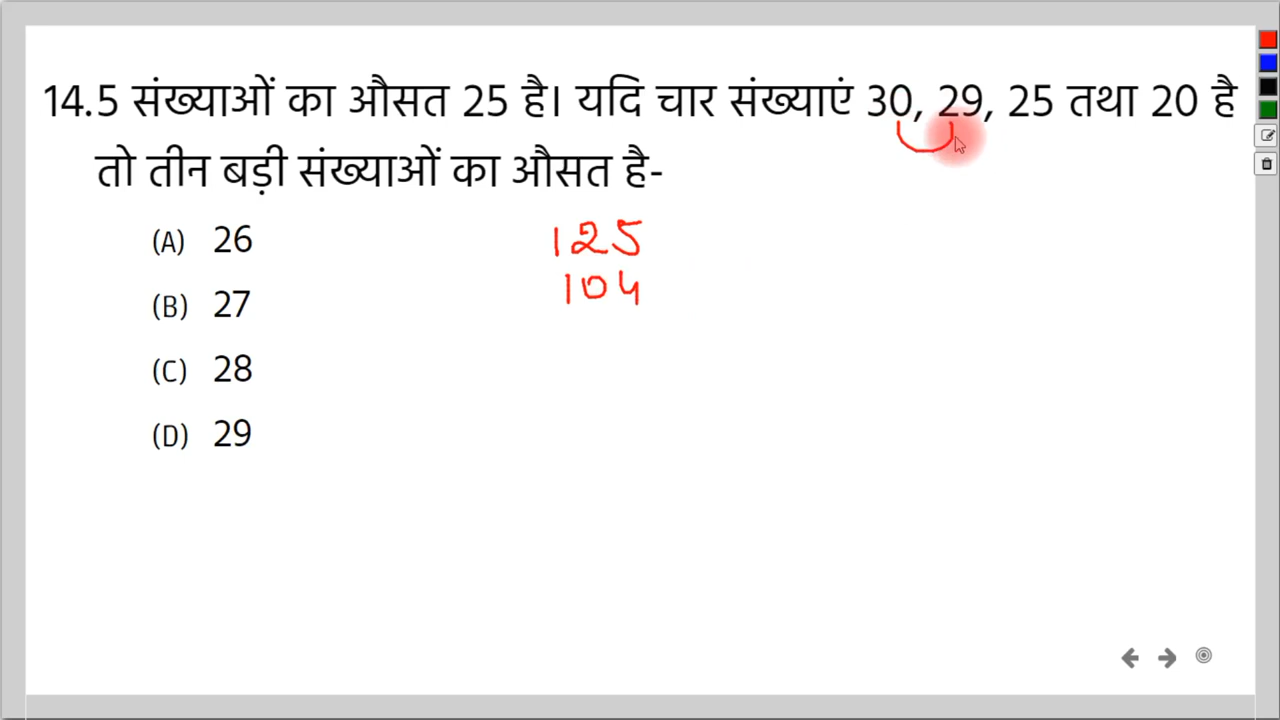 14.5 संख्याओं का औसत 25 है। यदि चार संख्याएं 30, 29, 25 तथा 20 है
तो तीन बड़ी संख्याओं का औसत है-
(A) 26
(B) 27
(C) 28
(D) 29
125
104